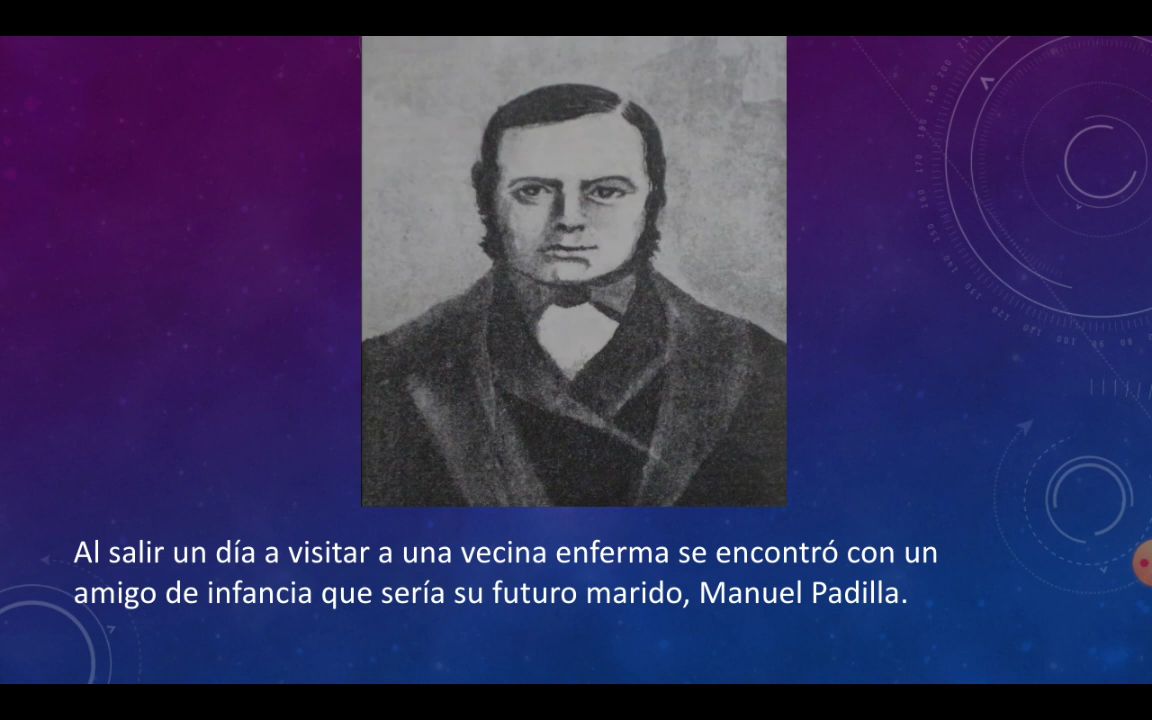 Al salir un día a visitar a una vecina enferma se encontró con un
amigo de infancia que sería su futuro marido, Manuel Padilla.